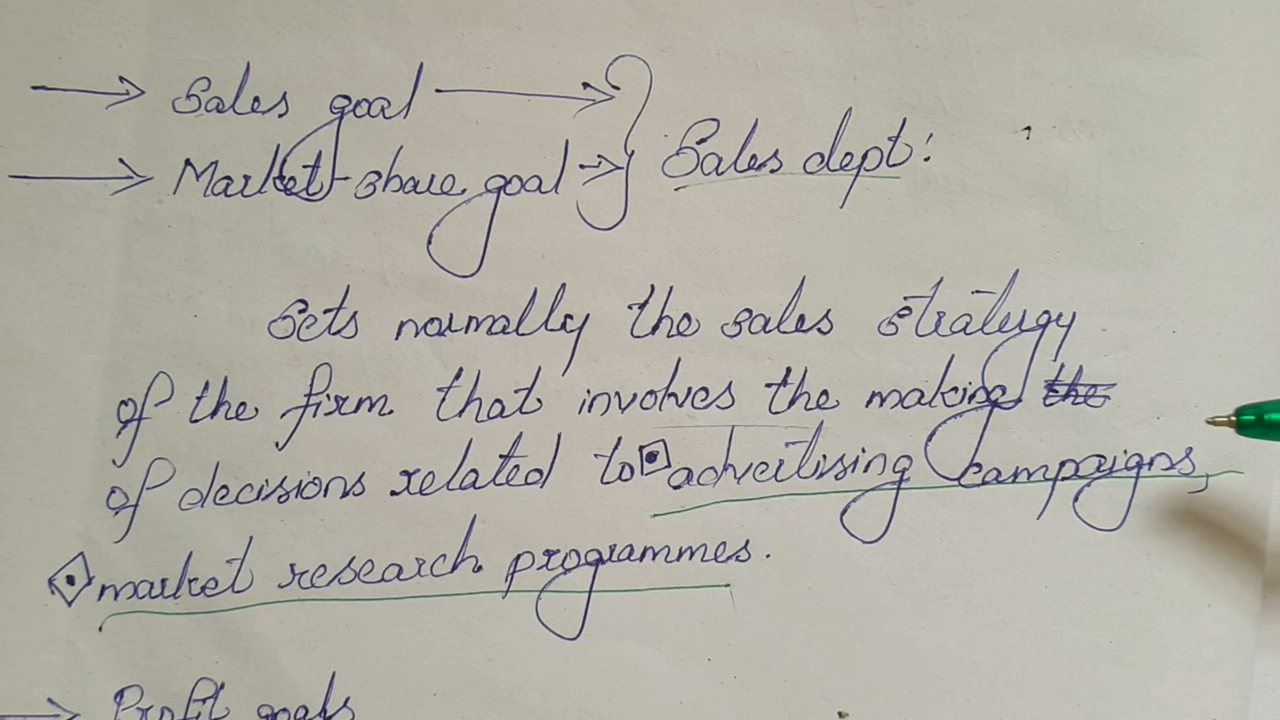 → Sales goal →
→ Market-share goal → } Sales dept:
Sets normally the sales strategy
of the firm that involves the making the
of decisions related to advertising campaigns,
market research programmes.
→ Profit goals